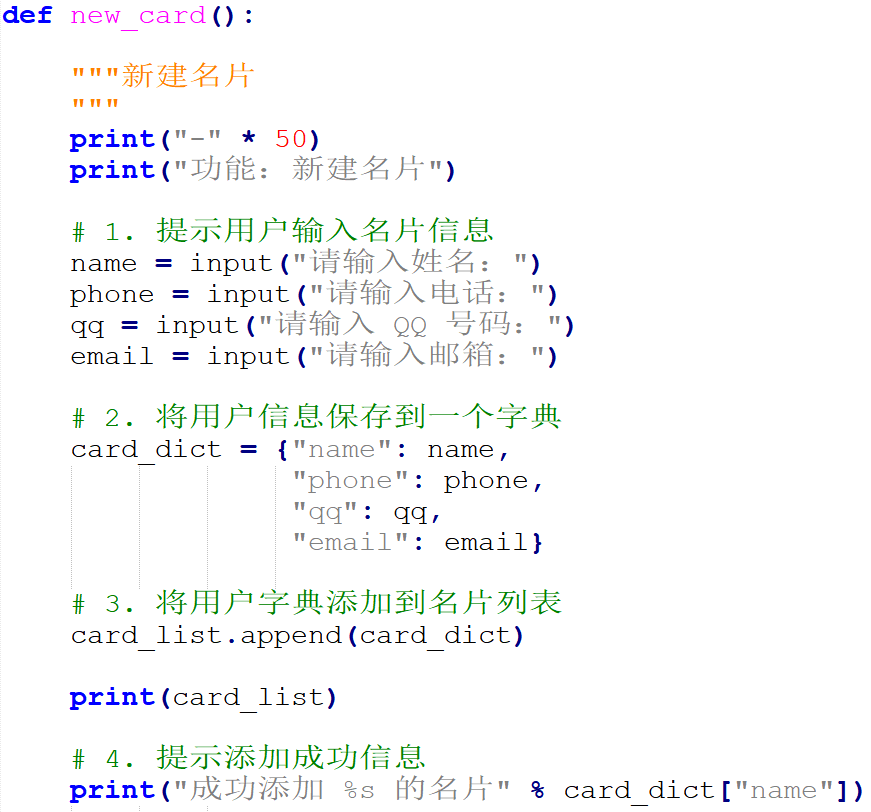 def new_card():
"""新建名片
"""
print("-" * 50)
print("功能：新建名片")
# 1. 提示用户输入名片信息
name = input("请输入姓名：")
phone = input("请输入电话：")
qq = input("请输入 QQ 号码：")
email = input("请输入邮箱：")
# 2. 将用户信息保存到一个字典
card_dict = {"name": name,
"phone": phone,
"qq": qq,
"email": email}
# 3. 将用户字典添加到名片列表
card_list.append(card_dict)
print(card_list)
# 4. 提示添加成功信息
print("成功添加 %s 的名片" % card_dict["name"])